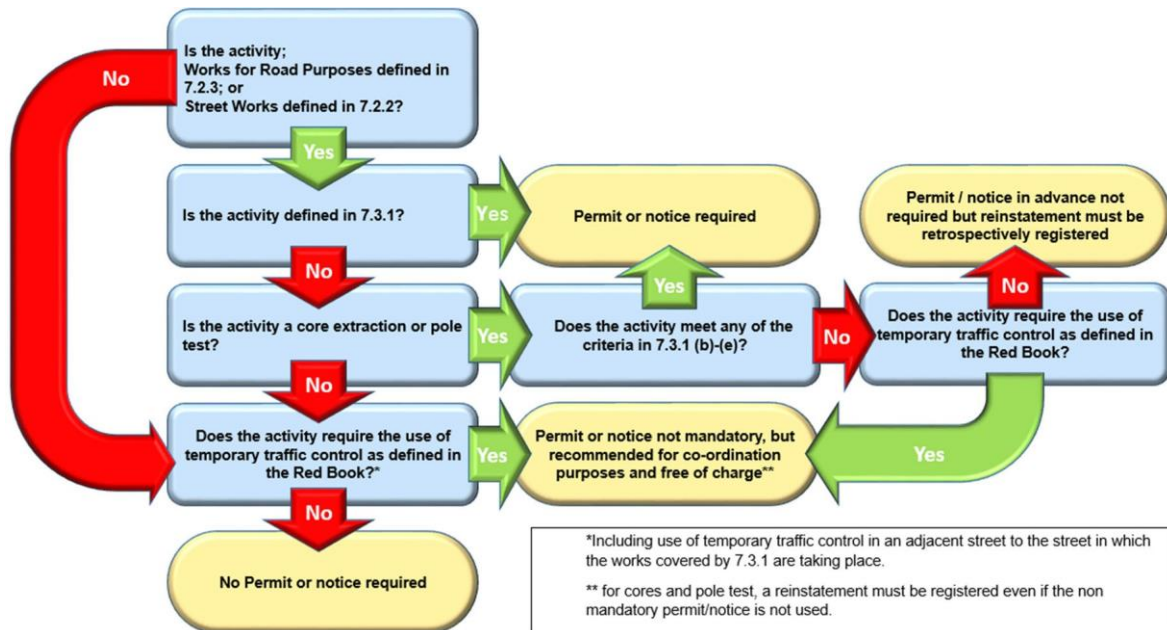 Is the activity;
Works for Road Purposes defined in
7.2.3; or
Street Works defined in 7.2.2?
No
Yes
Is the activity defined in 7.3.1?
Yes
Permit or notice required
Permit / notice in advance not
required but reinstatement must be
retrospectively registered
No
Yes
No
Is the activity a core extraction or pole
test?
Yes
Does the activity meet any of the
criteria in 7.3.1 (b)-(e)?
No
Does the activity require the use of
temporary traffic control as defined in
the Red Book?
No
Does the activity require the use of
temporary traffic control as defined in
the Red Book?*
Yes
Permit or notice not mandatory, but
recommended for co-ordination
purposes and free of charge**
Yes
No
No Permit or notice required
*Including use of temporary traffic control in an adjacent street to the street in which
the works covered by 7.3.1 are taking place.
** for cores and pole test, a reinstatement must be registered even if the non
mandatory permit/notice is not used.